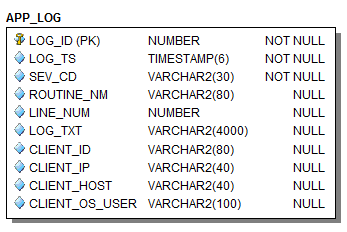 APP_LOG
LOG_ID (PK) NUMBER NOT NULL
LOG_TS TIMESTAMP(6) NOT NULL
SEV_CD VARCHAR2(30) NOT NULL
ROUTINE_NM VARCHAR2(80) NULL
LINE_NUM NUMBER NULL
LOG_TXT VARCHAR2(4000) NULL
CLIENT_ID VARCHAR2(80) NULL
CLIENT_IP VARCHAR2(40) NULL
CLIENT_HOST VARCHAR2(40) NULL
CLIENT_OS_USER VARCHAR2(100) NULL